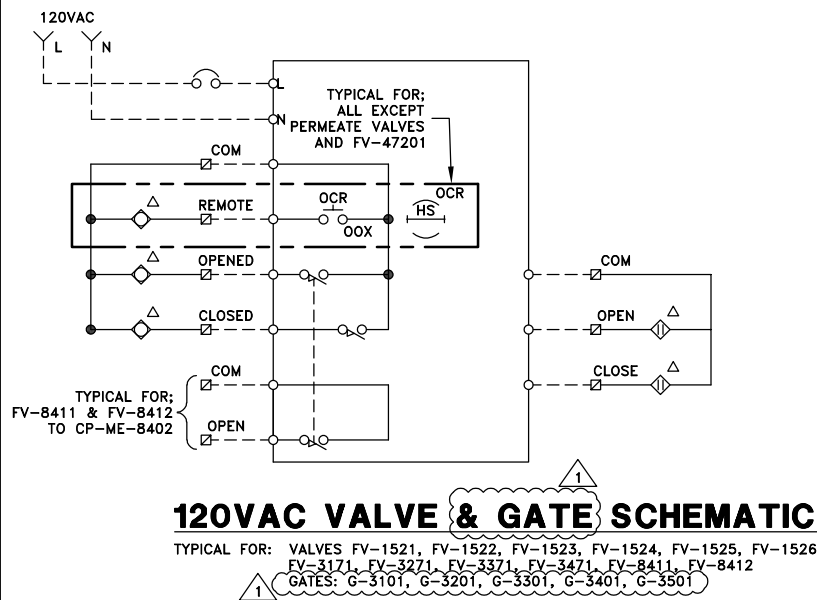 120VAC
L N
L
TYPICAL FOR;
ALL EXCEPT
PERMEATE VALVES
AND FV-47201
N
COM
OCR
REMOTE
OCR
HS
OOX
OPENED
COM
CLOSED
OPEN
COM
CLOSE
TYPICAL FOR;
FV-8411 & FV-8412
TO CP-ME-8402
OPEN
1
120VAC VALVE & GATE SCHEMATIC
TYPICAL FOR: VALVES FV-1521, FV-1522, FV-1523, FV-1524, FV-1525, FV-1526
FV-3171, FV-3271, FV-3371, FV-3471, FV-8411, FV-8412
1 GATES: G-3101, G-3201, G-3301, G-3401, G-3501